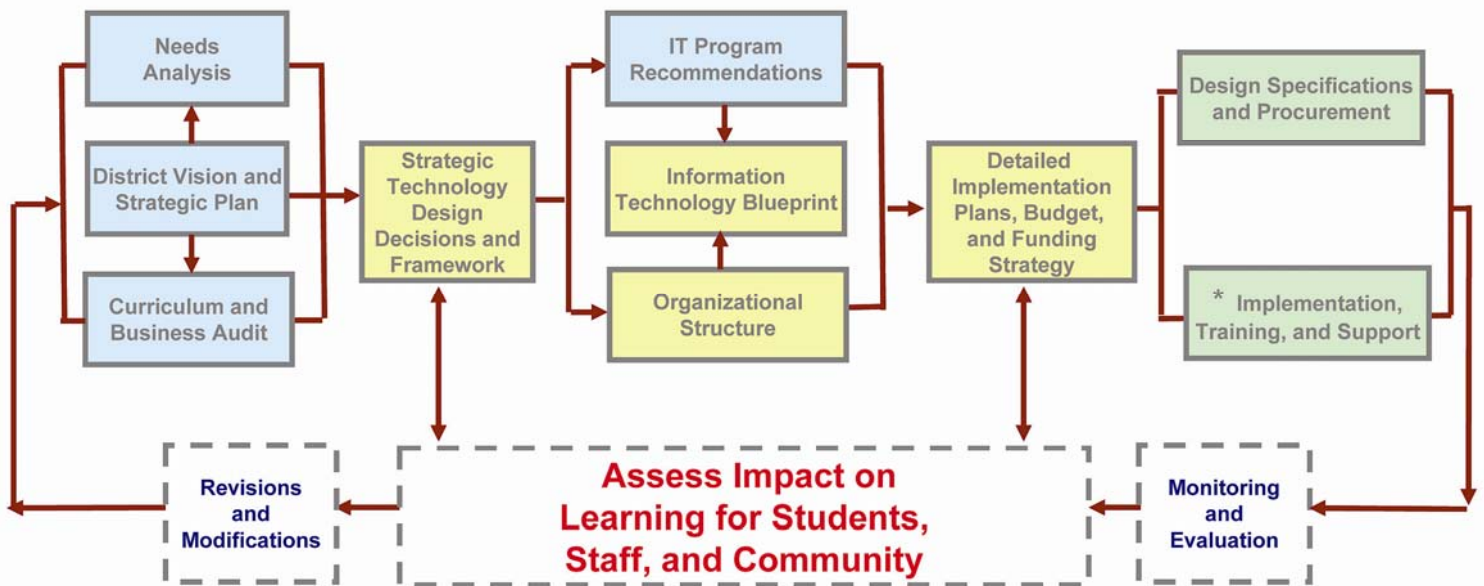 Needs
Analysis
District Vision and
Strategic Plan
Curriculum and
Business Audit
Strategic
Technology
Design
Decisions and
Framework
IT Program
Recommendations
Information
Technology Blueprint
Organizational
Structure
Detailed
Implementation
Plans, Budget,
and Funding
Strategy
Design Specifications
and Procurement
* Implementation,
Training, and Support
Revisions
and
Modifications
Assess Impact on
Learning for Students,
Staff, and Community
Monitoring
and
Evaluation